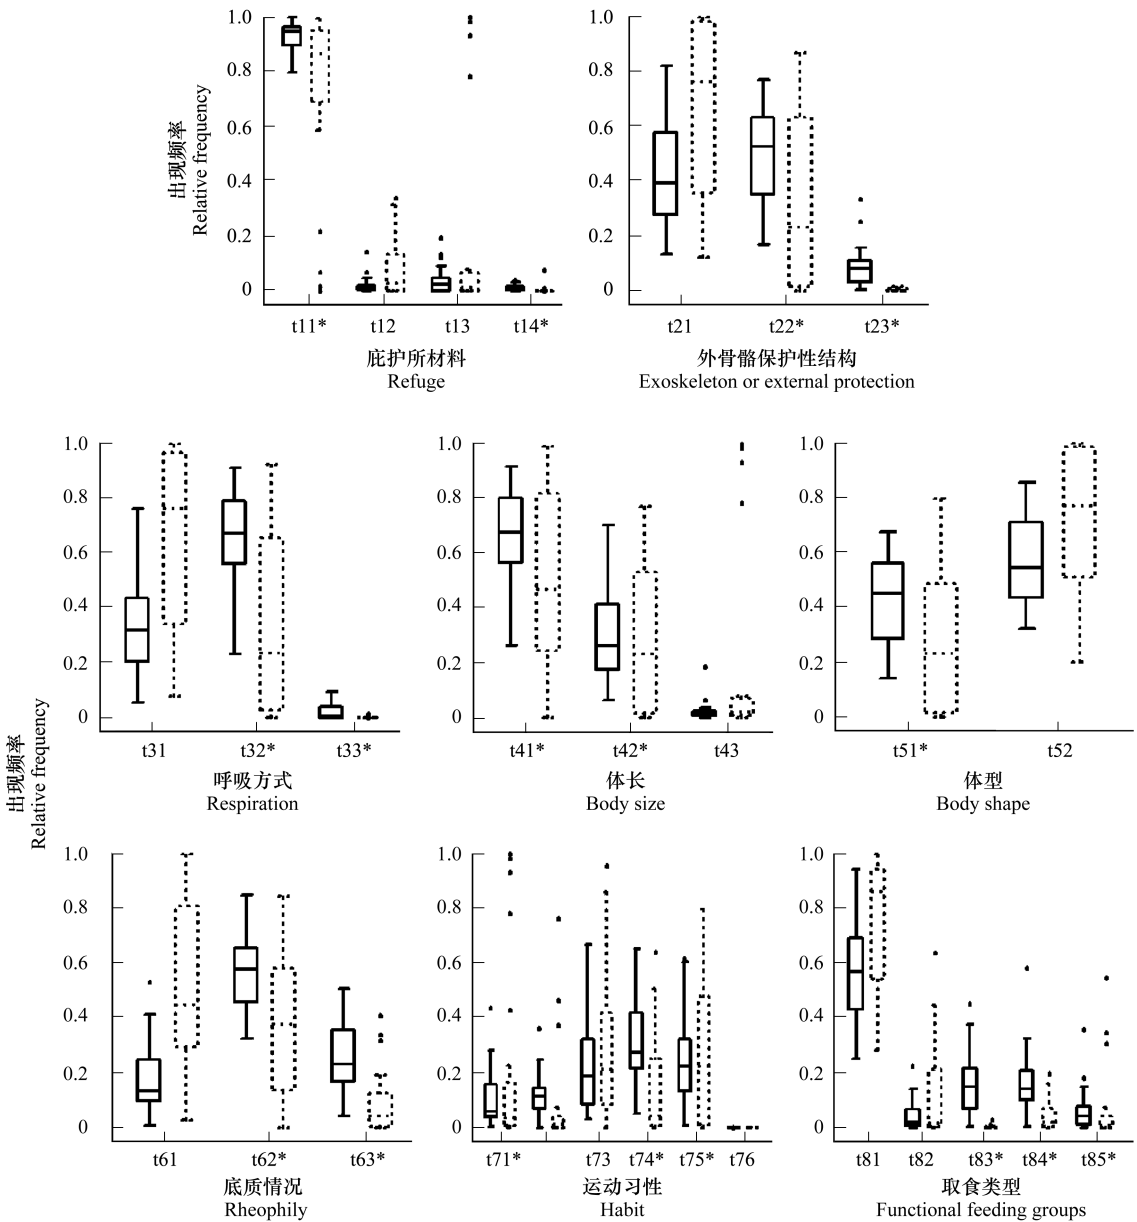 1.0
0.8
0.6
0.4
0.2
0
出现频率
Relative frequency
t11* t12 t13 t14*
庇护所材料
Refuge
1.0
0.8
0.6
0.4
0.2
0
t21 t22* t23*
外骨骼保护性结构
Exoskeleton or external protection
1.0
0.8
0.6
0.4
0.2
0
t31 t32* t33*
呼吸方式
Respiration
1.0
0.8
0.6
0.4
0.2
0
t41* t42* t43
体长
Body size
1.0
0.8
0.6
0.4
0.2
0
t51* t52
体型
Body shape
出现频率
Relative frequency
1.0
0.8
0.6
0.4
0.2
0
t61 t62* t63*
底质情况
Rheophily
1.0
0.8
0.6
0.4
0.2
0
t71* t73 t74* t75* t76
运动习性
Habit
1.0
0.8
0.6
0.4
0.2
0
t81 t82 t83* t84* t85*
取食类型
Functional feeding groups